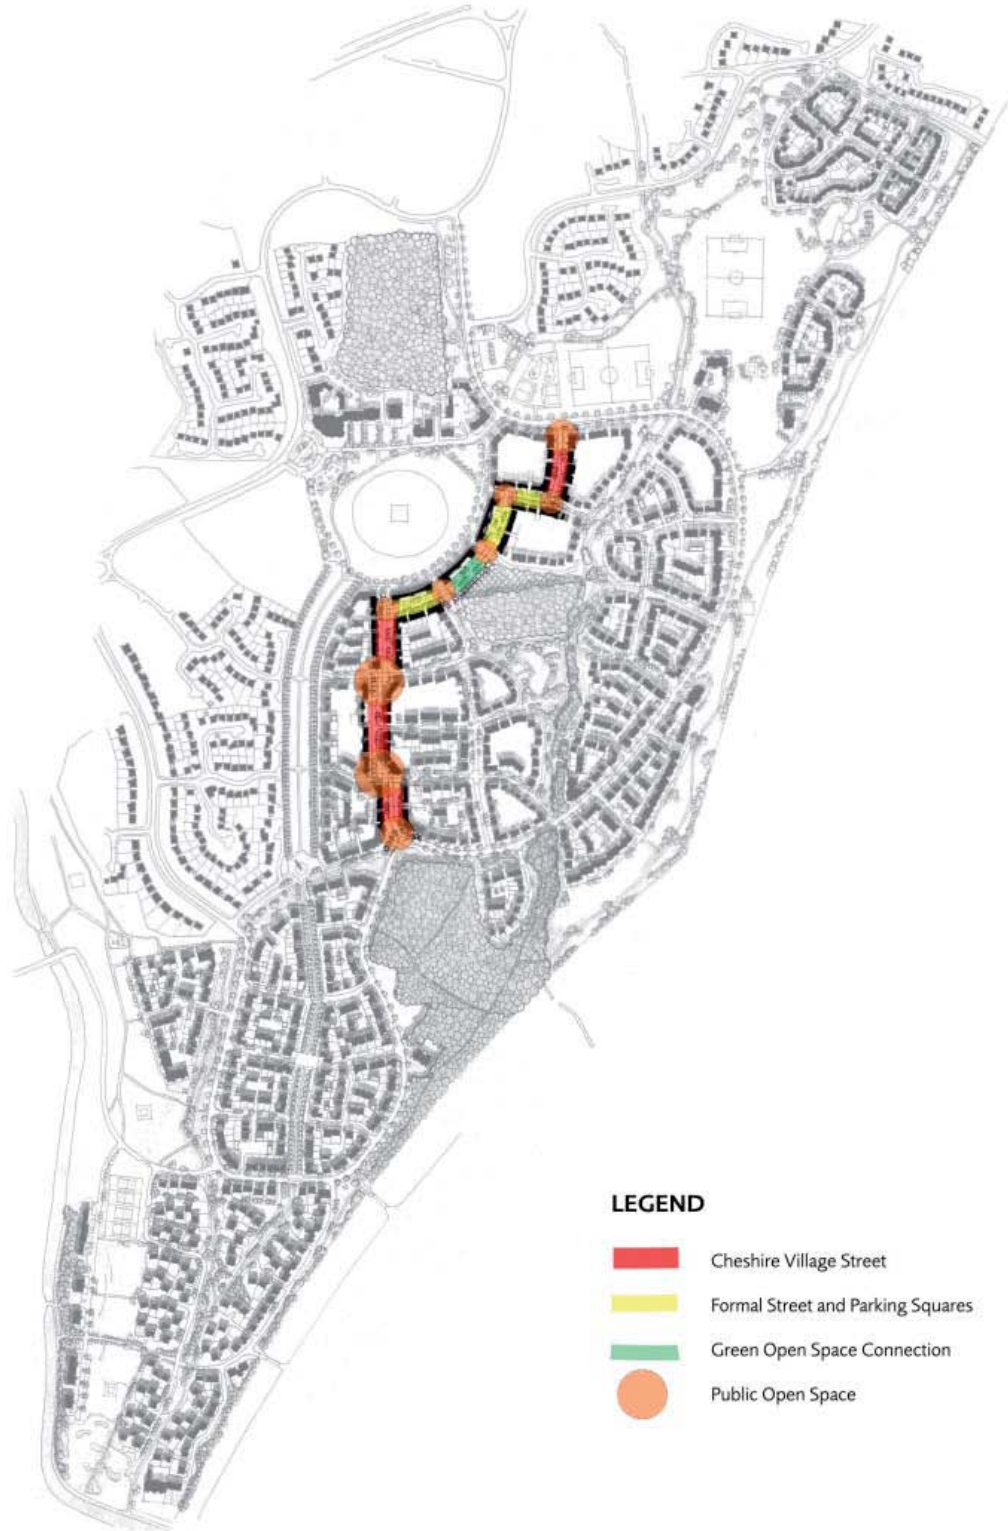 LEGEND
Cheshire Village Street
Formal Street and Parking Squares
Green Open Space Connection
Public Open Space